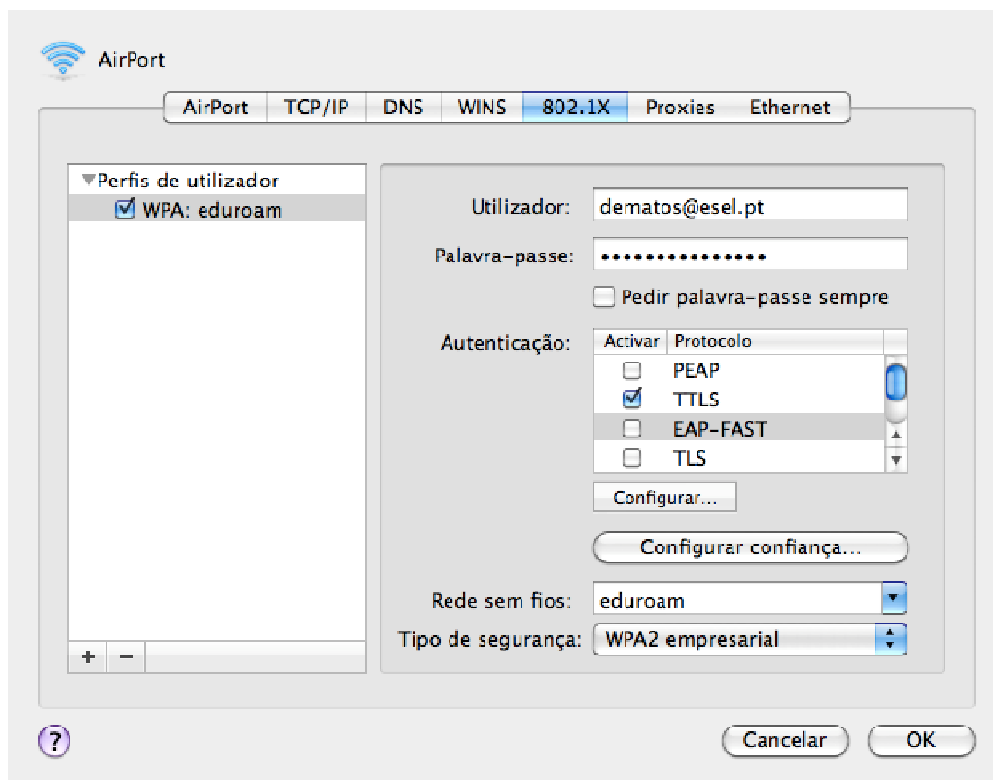 AirPort
AirPort TCP/IP DNS WINS 802.1X Proxies Ethernet
Perfis de utilizador
WPA: eduroam
Utilizador: dematos@esel.pt
Palavra-passe: •••••••••••••••
Pedir palavra-passe sempre
Autenticação: Activar Protocolo
PEAP
TTLS
EAP-FAST
TLS
Configurar...
Configurar confiança...
Rede sem fios: eduroam
Tipo de segurança: WPA2 empresarial
+ −
? Cancelar OK